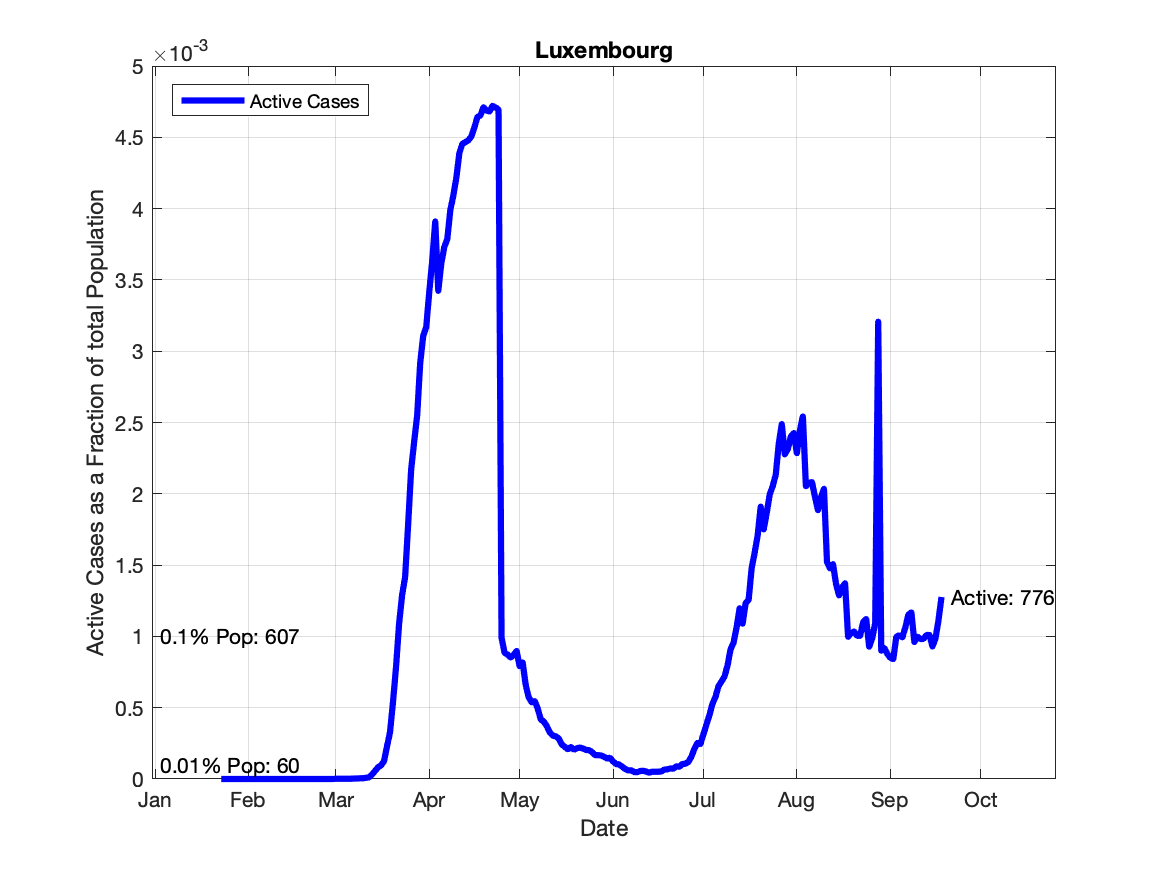 Luxembourg
×10-3
Active Cases
5
4.5
4
3.5
3
2.5
2
1.5
1
0.5
0
Active Cases as a Fraction of total Population
0.1% Pop: 607
0.01% Pop: 60
Active: 776
Jan Feb Mar Apr May Jun Jul Aug Sep Oct
Date